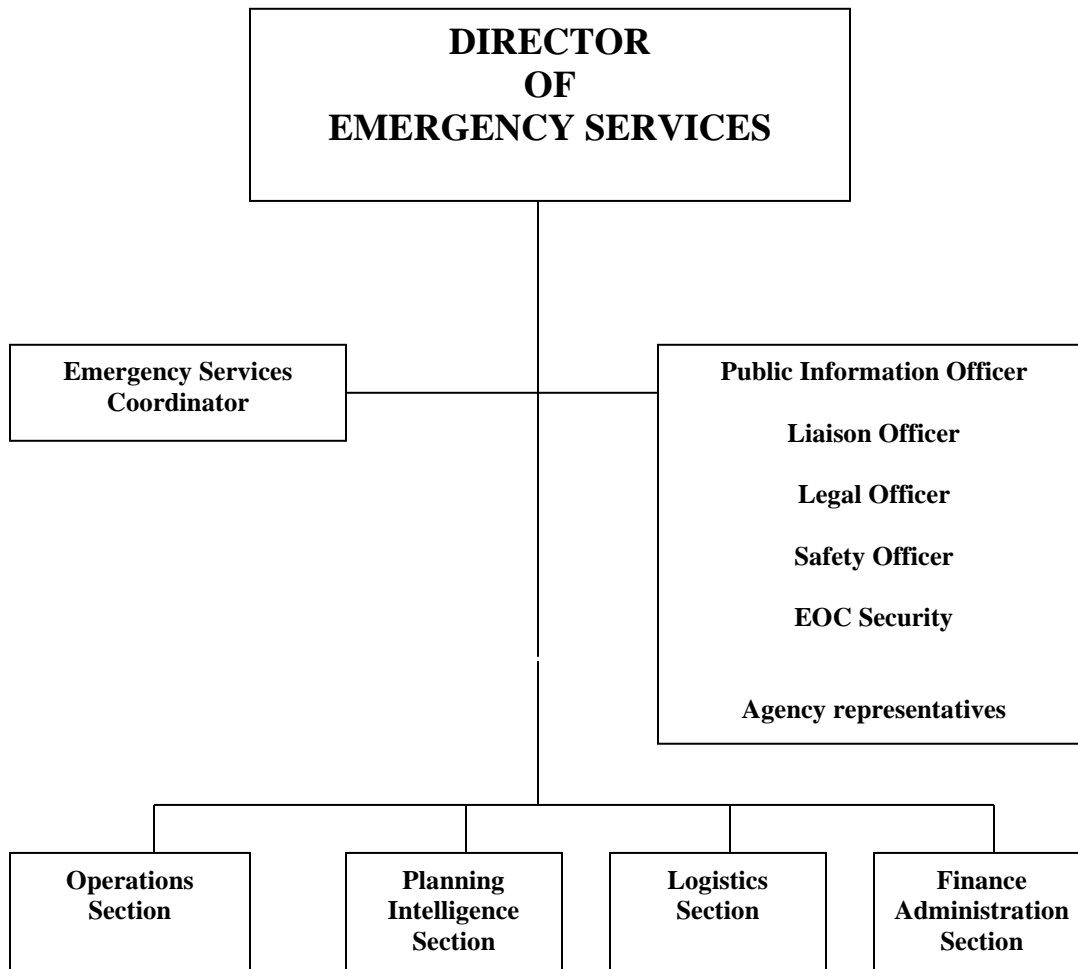 DIRECTOR
OF
EMERGENCY SERVICES
Emergency Services
Coordinator
Public Information Officer
Liaison Officer
Legal Officer
Safety Officer
EOC Security
Agency representatives
Operations
Section
Planning
Intelligence
Section
Logistics
Section
Finance
Administration
Section